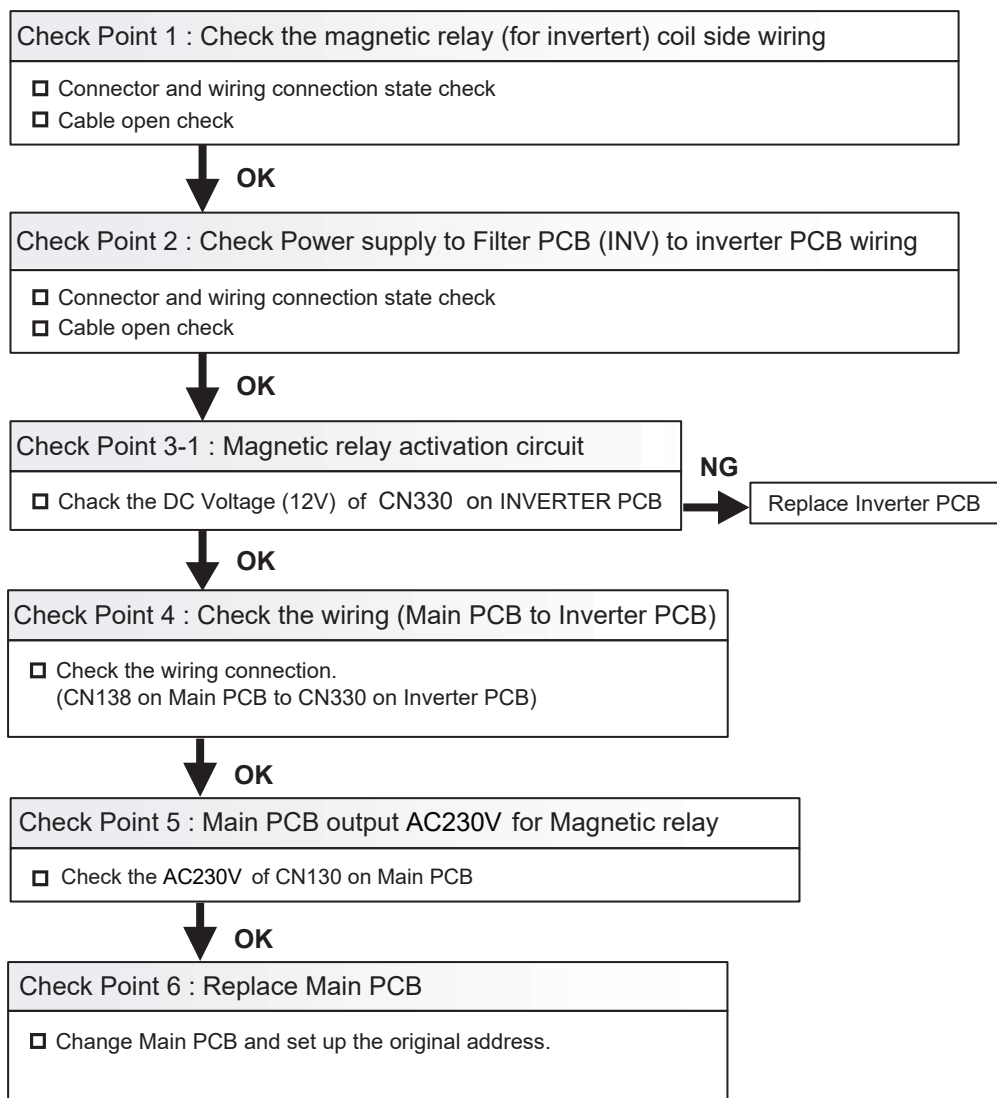 Check Point 1 : Check the magnetic relay (for invertert) coil side wiring
Connector and wiring connection state check
Cable open check
OK
Check Point 2 : Check Power supply to Filter PCB (INV) to inverter PCB wiring
Connector and wiring connection state check
Cable open check
OK
Check Point 3-1 : Magnetic relay activation circuit
Chack the DC Voltage (12V) of CN330 on INVERTER PCB
NG
Replace Inverter PCB
OK
Check Point 4 : Check the wiring (Main PCB to Inverter PCB)
Check the wiring connection.
(CN138 on Main PCB to CN330 on Inverter PCB)
OK
Check Point 5 : Main PCB output AC230V for Magnetic relay
Check the AC230V of CN130 on Main PCB
OK
Check Point 6 : Replace Main PCB
Change Main PCB and set up the original address.